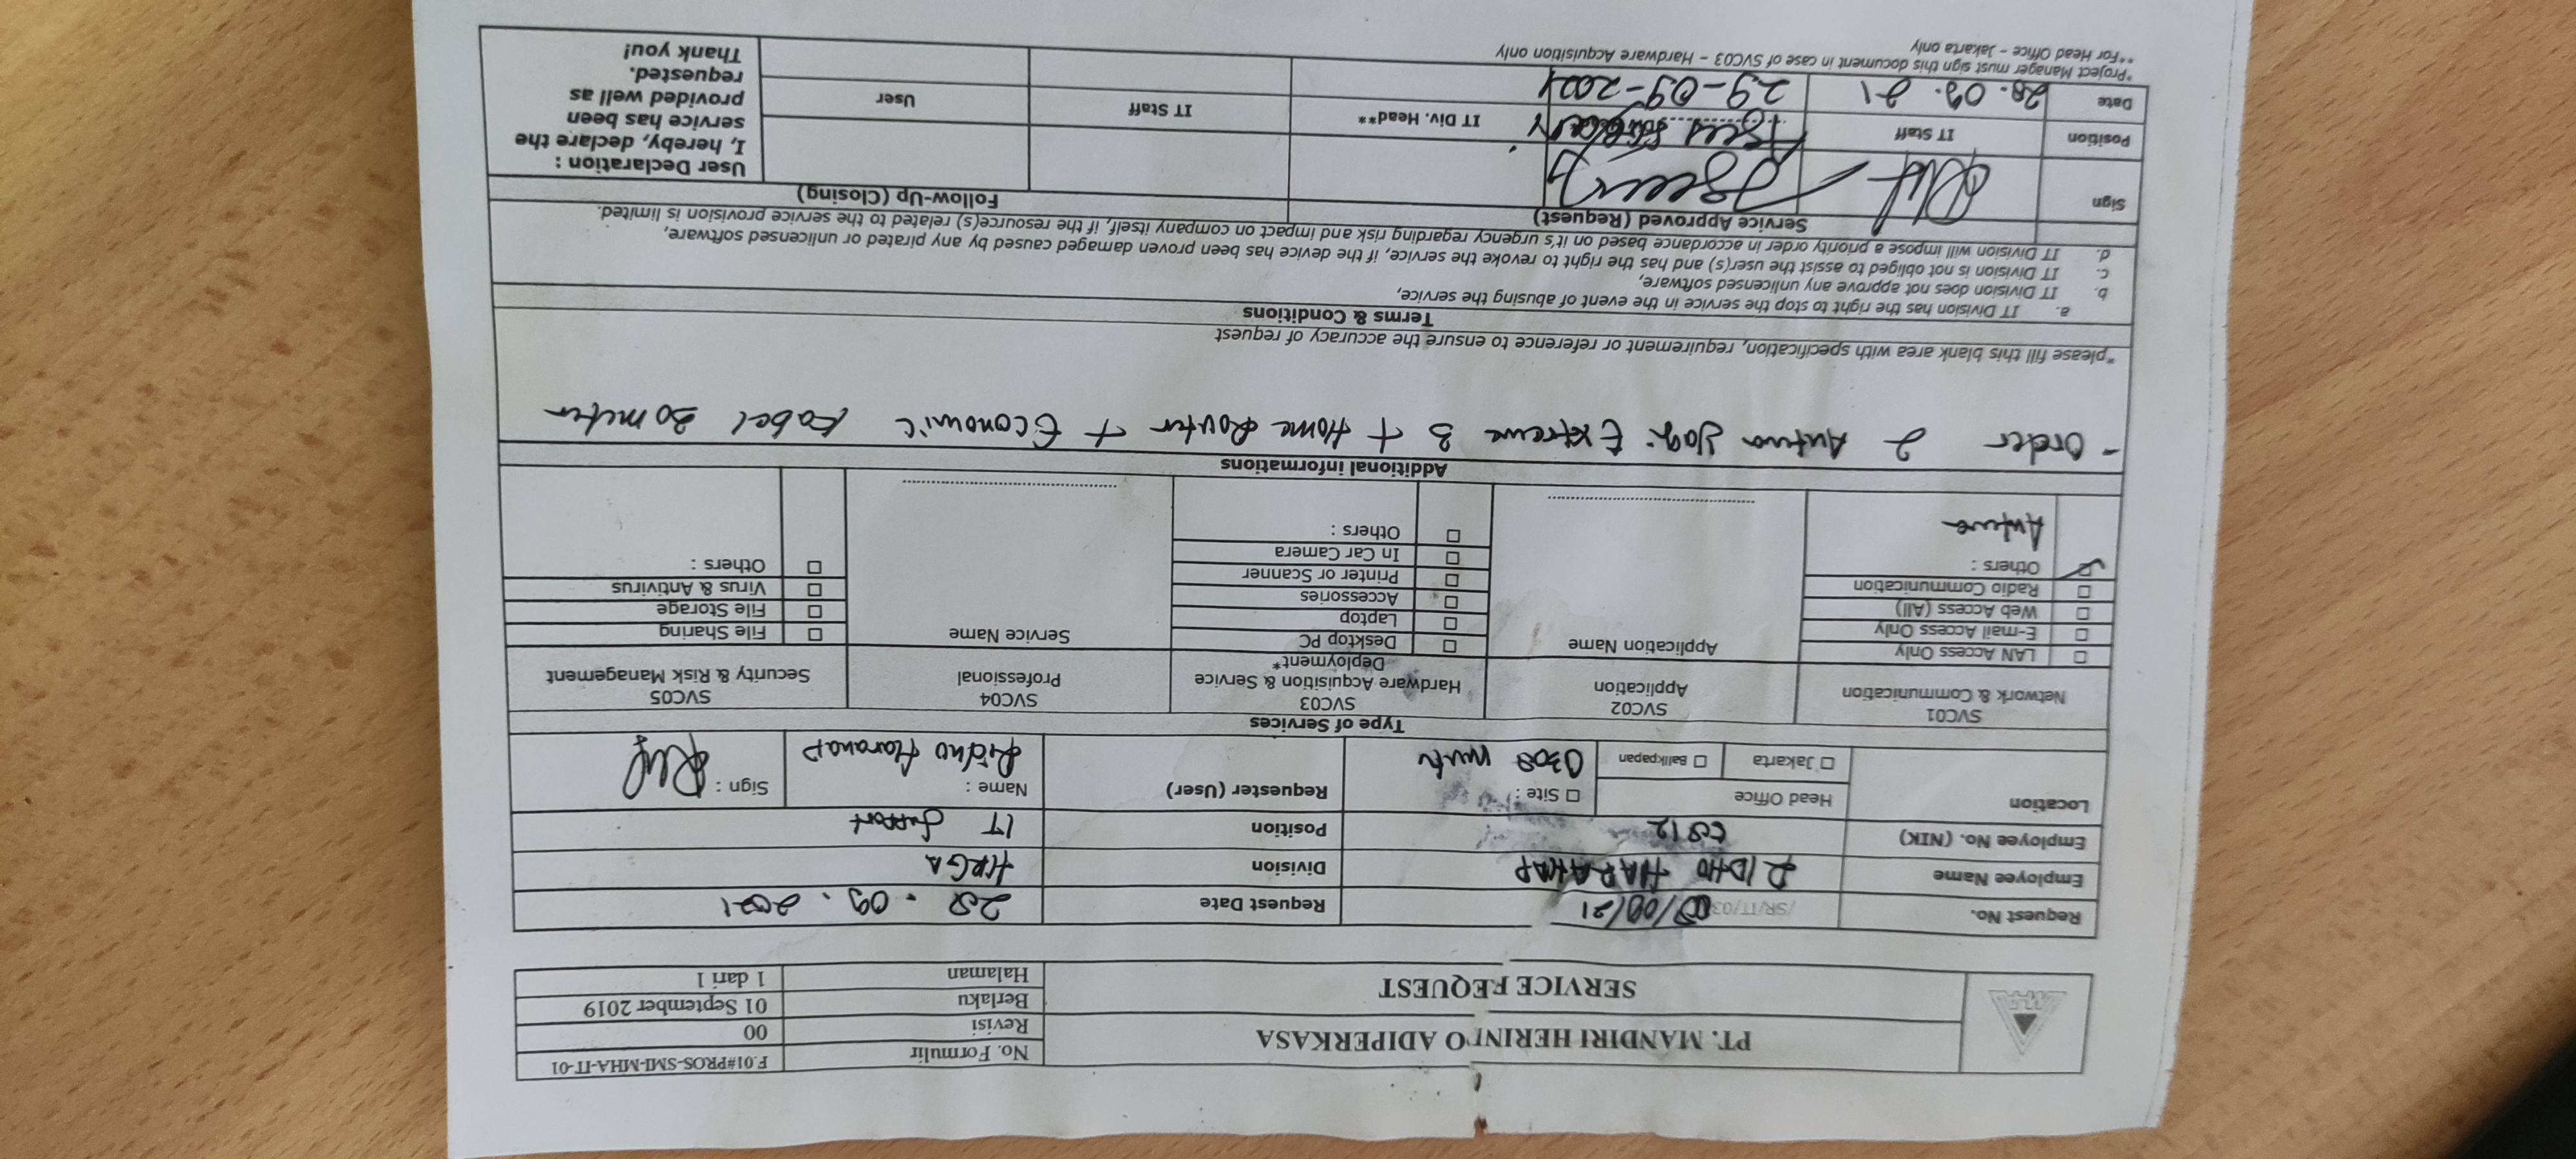 MHA
PT. MANDIRI HERINDO ADIPERKASA
SERVICE REQUEST
No. Formulir F.01#PROS-SMI-MHA-IT-01
Revisi 00
Berlaku 01 September 2019
Halaman 1 dari 1
Request No. /SR/IT/03 /09/21 Request Date 28.09.2021
Employee Name RIDHO HARAHAP Division HRGA
Employee No. (NIK) Position IT Support
Location Head Office □ Site : 0308 Requester (User) Name : Ridho Harahap Sign :
□ Jakarta □ Balikpapan
Type of Services
SVC01 Network & Communication
SVC02 Application
SVC03 Hardware Acquisition & Service Deployment*
SVC04 Professional
SVC05 Security & Risk Management
□ LAN Access Only
□ E-mail Access Only
□ Web Access (All)
□ Radio Communication
☑ Others :
Antena
Application Name
□ Desktop PC
□ Laptop
□ Accessories
□ Printer or Scanner
□ In Car Camera
□ Others :
Service Name
□ File Sharing
□ File Storage
□ Virus & Antivirus
□ Others :
Additional informations
- Order 2 Antena Yagi Extreme 3 + Home Router + Economic Kabel 20 meter
*please fill this blank area with specification, requirement or reference to ensure the accuracy of request
Terms & Conditions
a. IT Division has the right to stop the service in the event of abusing the service,
b. IT Division does not approve any unlicensed software,
c. IT Division is not obliged to assist the user(s) and has the right to revoke the service, if the device has been proven damaged caused by any pirated or unlicensed software,
d. IT Division will impose a priority order in accordance based on it's urgency regarding risk and impact on company itself, if the resource(s) related to the service provision is limited.
Service Approved (Request) Follow-Up (Closing)
Sign
Position IT Staff IT Div. Head** IT Staff User
Date 28.09.21 29-09-2021
User Declaration :
I, hereby, declare the
service has been
provided well as
requested.
Thank you!
*Project Manager must sign this document in case of SVC03 – Hardware Acquisition only
**For Head Office – Jakarta only